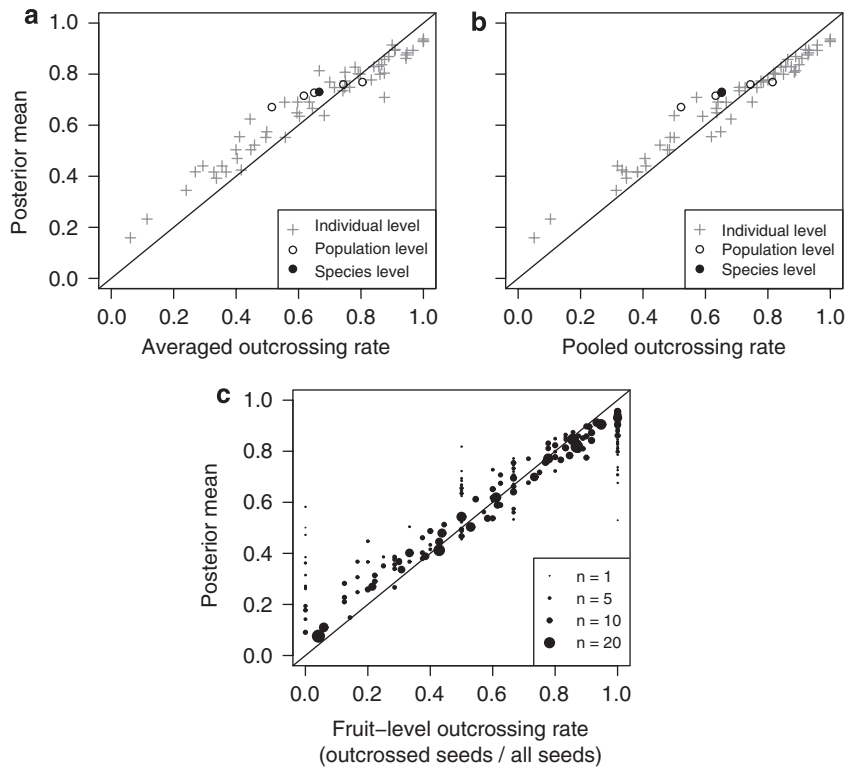 a
1.0
0.8
0.6
0.4
0.2
0.0
Posterior mean
Individual level
Population level
Species level
0.0 0.2 0.4 0.6 0.8 1.0
Averaged outcrossing rate
b
1.0
0.8
0.6
0.4
0.2
0.0
Individual level
Population level
Species level
0.0 0.2 0.4 0.6 0.8 1.0
Pooled outcrossing rate
c
1.0
0.8
0.6
0.4
0.2
0.0
Posterior mean
n = 1
n = 5
n = 10
n = 20
0.0 0.2 0.4 0.6 0.8 1.0
Fruit–level outcrossing rate
(outcrossed seeds / all seeds)